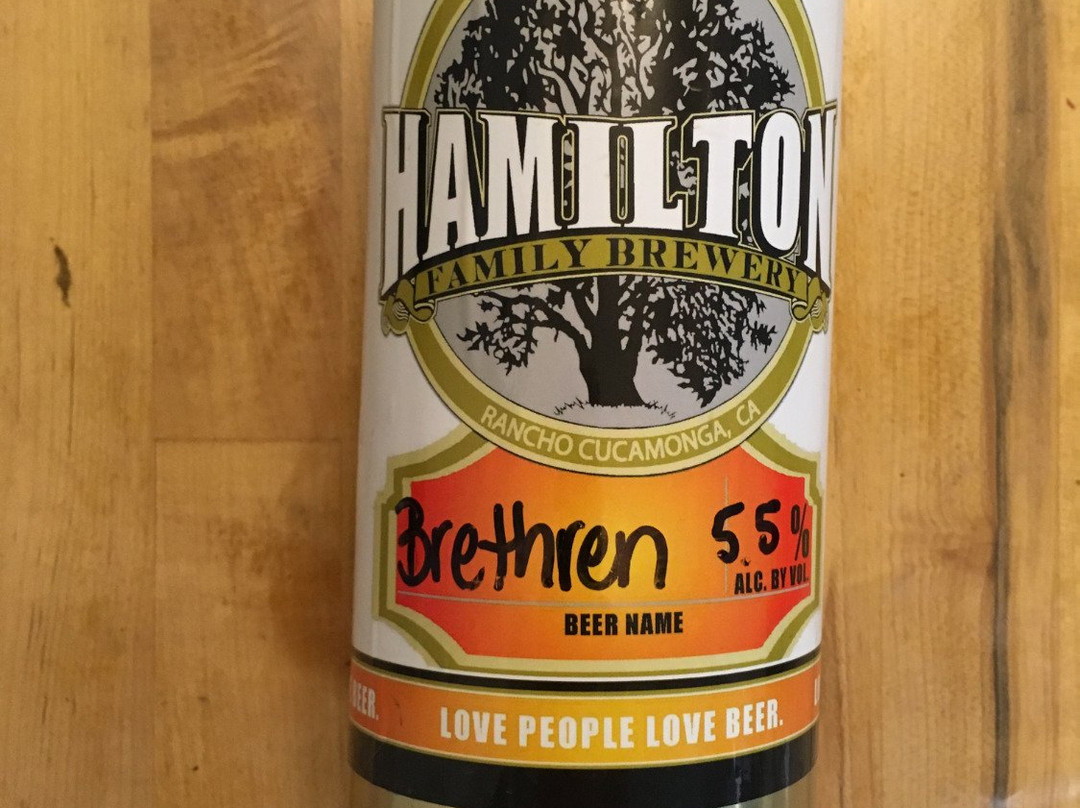 HAMILTON
FAMILY BREWERY
RANCHO CUCAMONGA, CA
Brethren 5.5%
ALC. BY VOL.
BEER NAME
BEER. LOVE PEOPLE LOVE BEER.